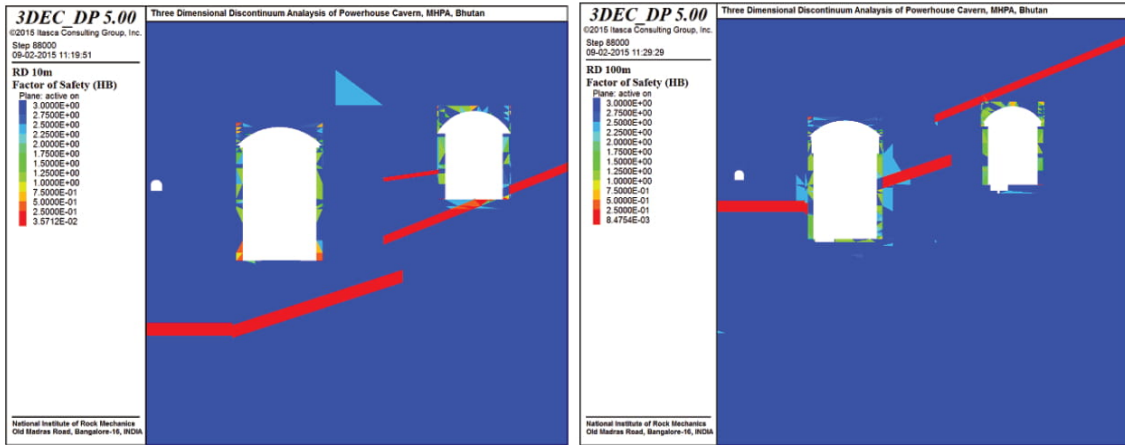 3DEC_DP 5.00
©2015 Itasca Consulting Group, Inc.
Step 88000
09-02-2015 11:19:51
RD 10m
Factor of Safety (HB)
Plane: active on
3.0000E+00
2.7500E+00
2.5000E+00
2.2500E+00
2.0000E+00
1.7500E+00
1.5000E+00
1.2500E+00
1.0000E+00
7.5000E-01
5.0000E-01
2.5000E-01
3.5712E-02
National Institute of Rock Mechanics
Old Madras Road, Bangalore-16, INDIA
Three Dimensional Discontinuum Analaysis of Powerhouse Cavern, MHPA, Bhutan
3DEC_DP 5.00
©2015 Itasca Consulting Group, Inc.
Step 88000
09-02-2015 11:29:29
RD 100m
Factor of Safety (HB)
Plane: active on
3.0000E+00
2.7500E+00
2.5000E+00
2.2500E+00
2.0000E+00
1.7500E+00
1.5000E+00
1.2500E+00
1.0000E+00
7.5000E-01
5.0000E-01
2.5000E-01
8.4754E-03
National Institute of Rock Mechanics
Old Madras Road, Bangalore-16, INDIA
Three Dimensional Discontinuum Analaysis of Powerhouse Cavern, MHPA, Bhutan